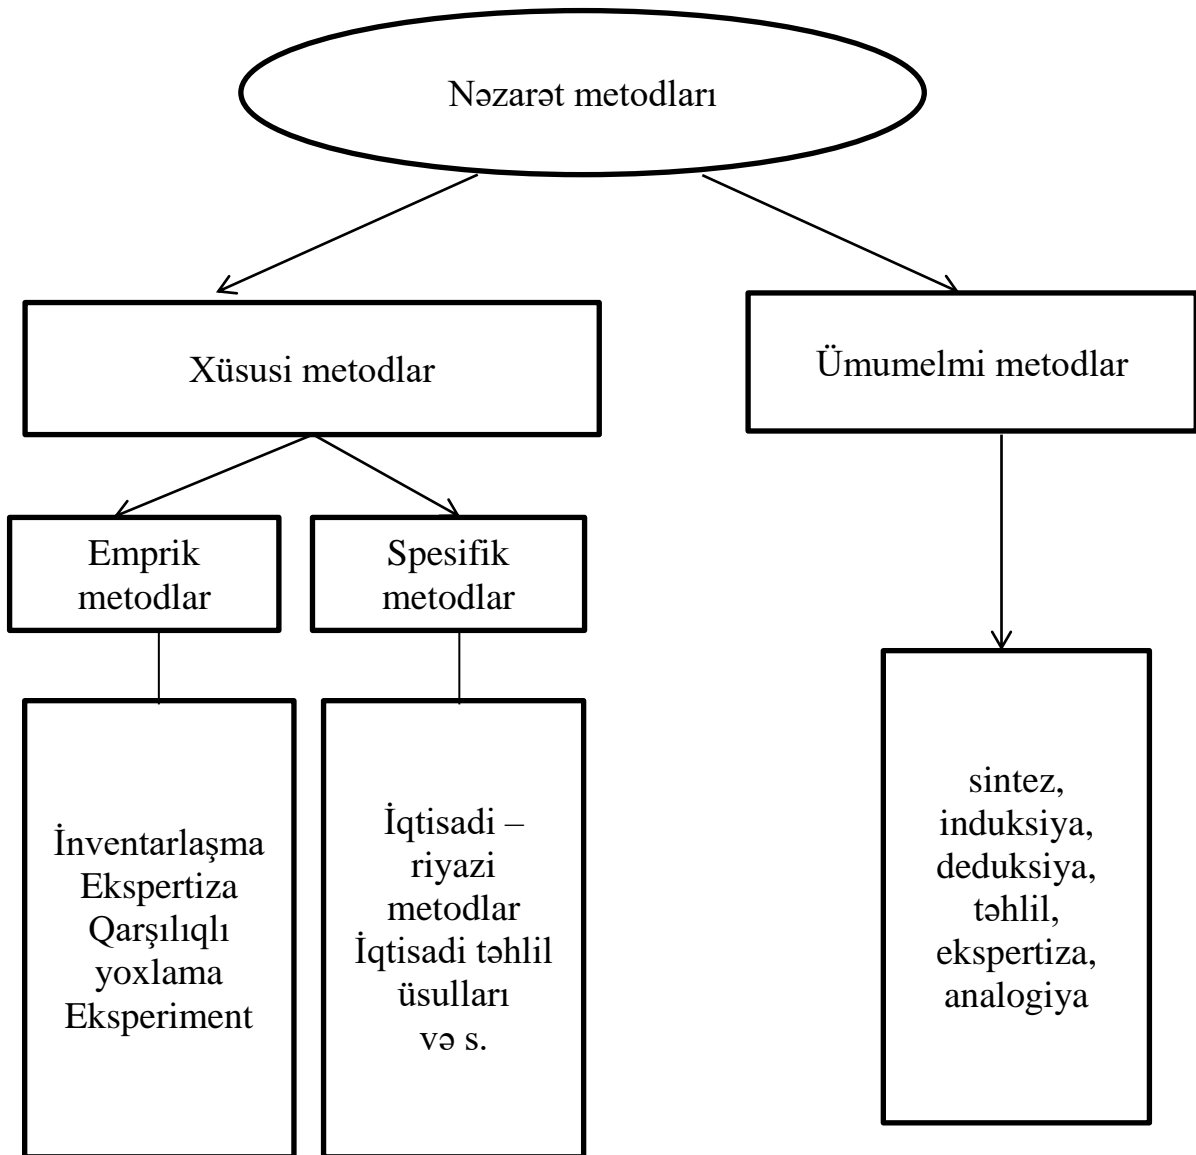 Nəzarət metodları
Xüsusi metodlar
Ümumelmi metodlar
Emprik
metodlar
Spesifik
metodlar
İnventarlaşma
Ekspertiza
Qarşılıqlı
yoxlama
Eksperiment
İqtisadi –
riyazi
metodlar
İqtisadi təhlil
üsulları
və s.
sintez,
induksiya,
deduksiya,
təhlil,
ekspertiza,
analogiya